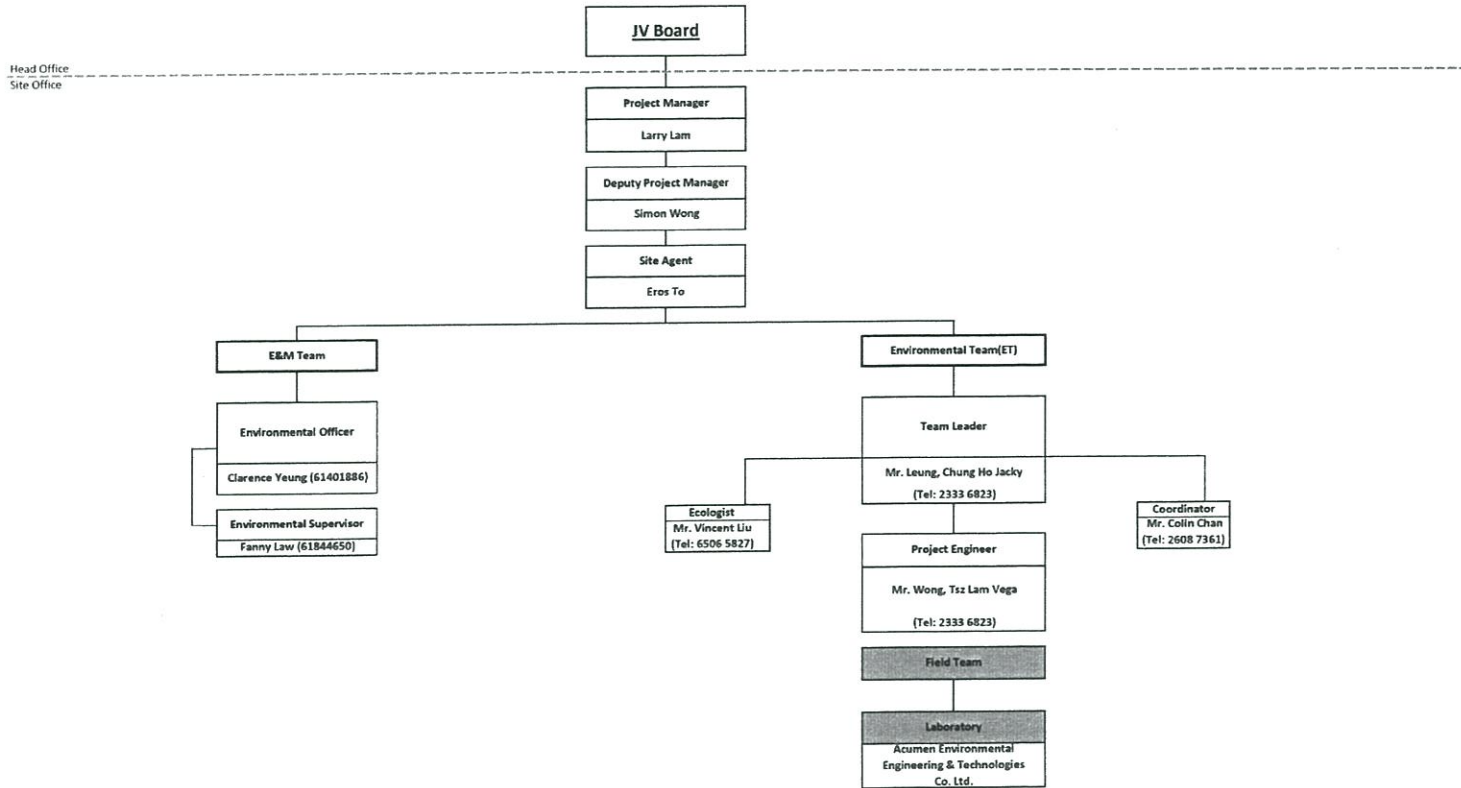 JV Board
Head Office
Site Office
Project Manager
Larry Lam
Deputy Project Manager
Simon Wong
Site Agent
Eros To
E&M Team
Environmental Officer
Clarence Yeung (61401886)
Environmental Supervisor
Fanny Law (61844650)
Environmental Team(ET)
Team Leader
Mr. Leung, Chung Ho Jacky
(Tel: 2333 6823)
Ecologist
Mr. Vincent Liu
(Tel: 6506 5827)
Coordinator
Mr. Colin Chan
(Tel: 2608 7361)
Project Engineer
Mr. Wong, Tsz Lam Vega
(Tel: 2333 6823)
Field Team
Laboratory
Acumen Environmental
Engineering & Technologies
Co. Ltd.